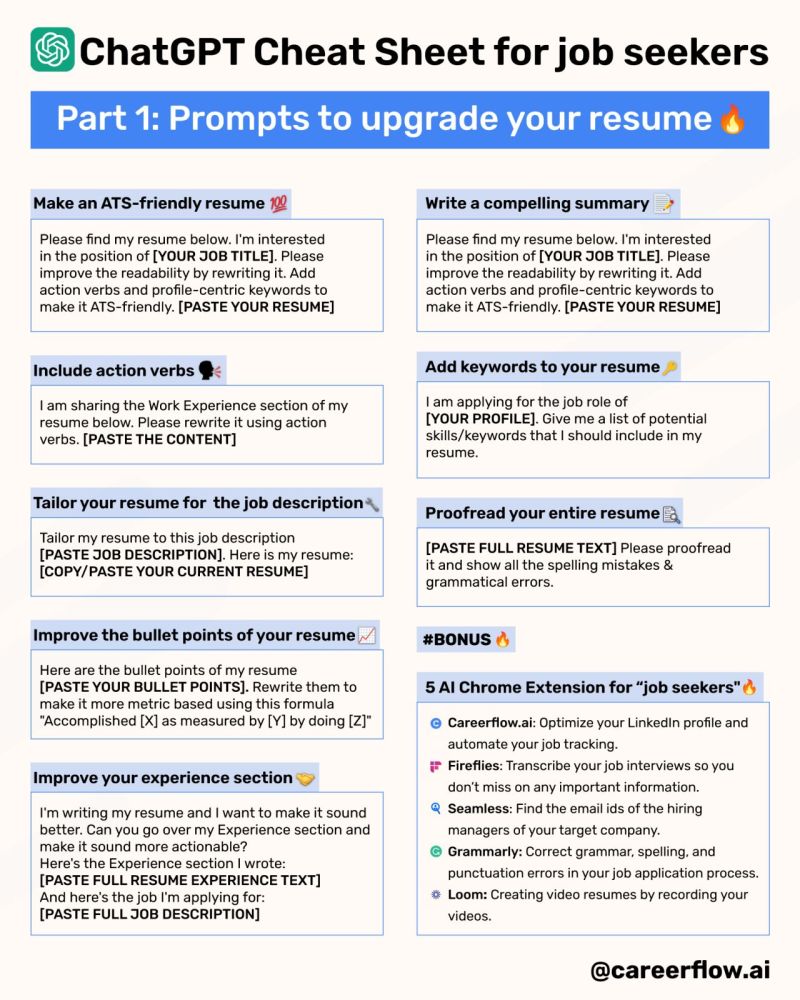 ChatGPT Cheat Sheet for job seekers
Part 1: Prompts to upgrade your resume🔥
Make an ATS-friendly resume 💯
Please find my resume below. I'm interested
in the position of [YOUR JOB TITLE]. Please
improve the readability by rewriting it. Add
action verbs and profile-centric keywords to
make it ATS-friendly. [PASTE YOUR RESUME]
Include action verbs 🗣
I am sharing the Work Experience section of my
resume below. Please rewrite it using action
verbs. [PASTE THE CONTENT]
Tailor your resume for the job description🔧
Tailor my resume to this job description
[PASTE JOB DESCRIPTION]. Here is my resume:
[COPY/PASTE YOUR CURRENT RESUME]
Improve the bullet points of your resume📈
Here are the bullet points of my resume
[PASTE YOUR BULLET POINTS]. Rewrite them to
make it more metric based using this formula
"Accomplished [X] as measured by [Y] by doing [Z]"
Improve your experience section🤝
I'm writing my resume and I want to make it sound
better. Can you go over my Experience section and
make it sound more actionable?
Here's the Experience section I wrote:
[PASTE FULL RESUME EXPERIENCE TEXT]
And here's the job I'm applying for:
[PASTE FULL JOB DESCRIPTION]
Write a compelling summary 📝
Please find my resume below. I'm interested
in the position of [YOUR JOB TITLE]. Please
improve the readability by rewriting it. Add
action verbs and profile-centric keywords to
make it ATS-friendly. [PASTE YOUR RESUME]
Add keywords to your resume🔑
I am applying for the job role of
[YOUR PROFILE]. Give me a list of potential
skills/keywords that I should include in my
resume.
Proofread your entire resume
[PASTE FULL RESUME TEXT] Please proofread
it and show all the spelling mistakes &
grammatical errors.
#BONUS 🔥
5 AI Chrome Extension for “job seekers"🔥
Careerflow.ai: Optimize your LinkedIn profile and
automate your job tracking.
Fireflies: Transcribe your job interviews so you
don't miss on any important information.
Seamless: Find the email ids of the hiring
managers of your target company.
Grammarly: Correct grammar, spelling, and
punctuation errors in your job application process.
Loom: Creating video resumes by recording your
videos.
@careerflow.ai